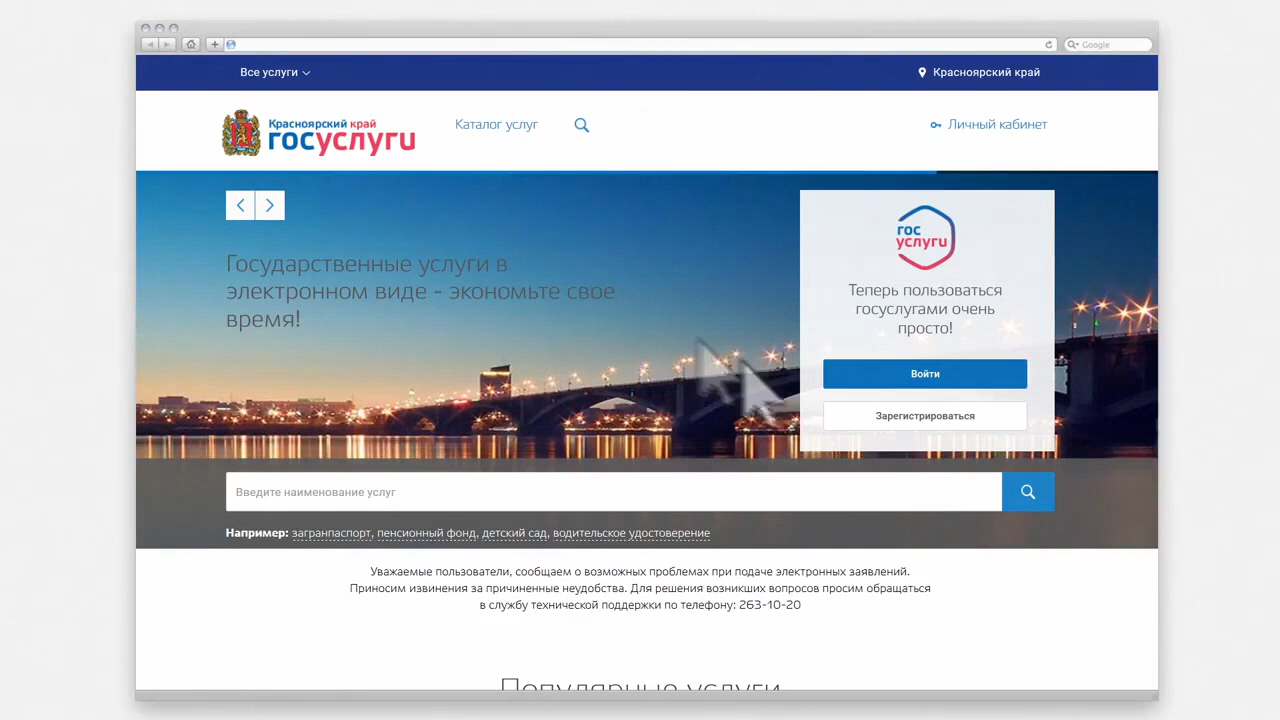 Google
Все услуги
Красноярский край
Красноярский край
госуслуги
Каталог услуг
Личный кабинет
Государственные услуги в
электронном виде - экономьте свое
время!
гос
услуги
Теперь пользоваться
госуслугами очень
просто!
Войти
Зарегистрироваться
Введите наименование услуг
Например: загранпаспорт, пенсионный фонд, детский сад, водительское удостоверение
Уважаемые пользователи, сообщаем о возможных проблемах при подаче электронных заявлений.
Приносим извинения за причиненные неудобства. Для решения возникших вопросов просим обращаться
в службу технической поддержки по телефону: 263-10-20
Популярные услуги